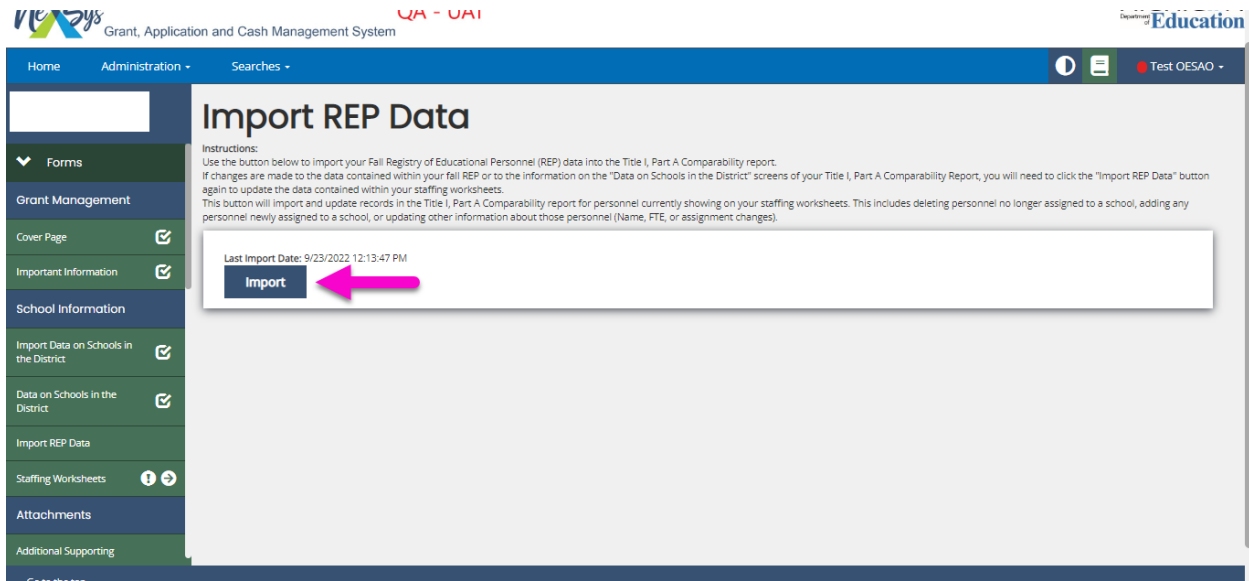 NexSys
QA - UAT
Grant, Application and Cash Management System
Department of Education
Home Administration Searches Test OESAO
Import REP Data
Instructions:
Use the button below to import your Fall Registry of Educational Personnel (REP) data into the Title I, Part A Comparability report.
If changes are made to the data contained within your fall REP or to the information on the "Data on Schools in the District" screens of your Title I, Part A Comparability Report, you will need to click the "Import REP Data" button
again to update the data contained within your staffing worksheets.
This button will import and update records in the Title I, Part A Comparability report for personnel currently showing on your staffing worksheets. This includes deleting personnel no longer assigned to a school, adding any
personnel newly assigned to a school, or updating other information about those personnel (Name, FTE, or assignment changes).
Last Import Date: 9/23/2022 12:13:47 PM
Import
Forms
Grant Management
Cover Page
Important Information
School Information
Import Data on Schools in
the District
Data on Schools in the
District
Import REP Data
Staffing Worksheets
Attachments
Additional Supporting